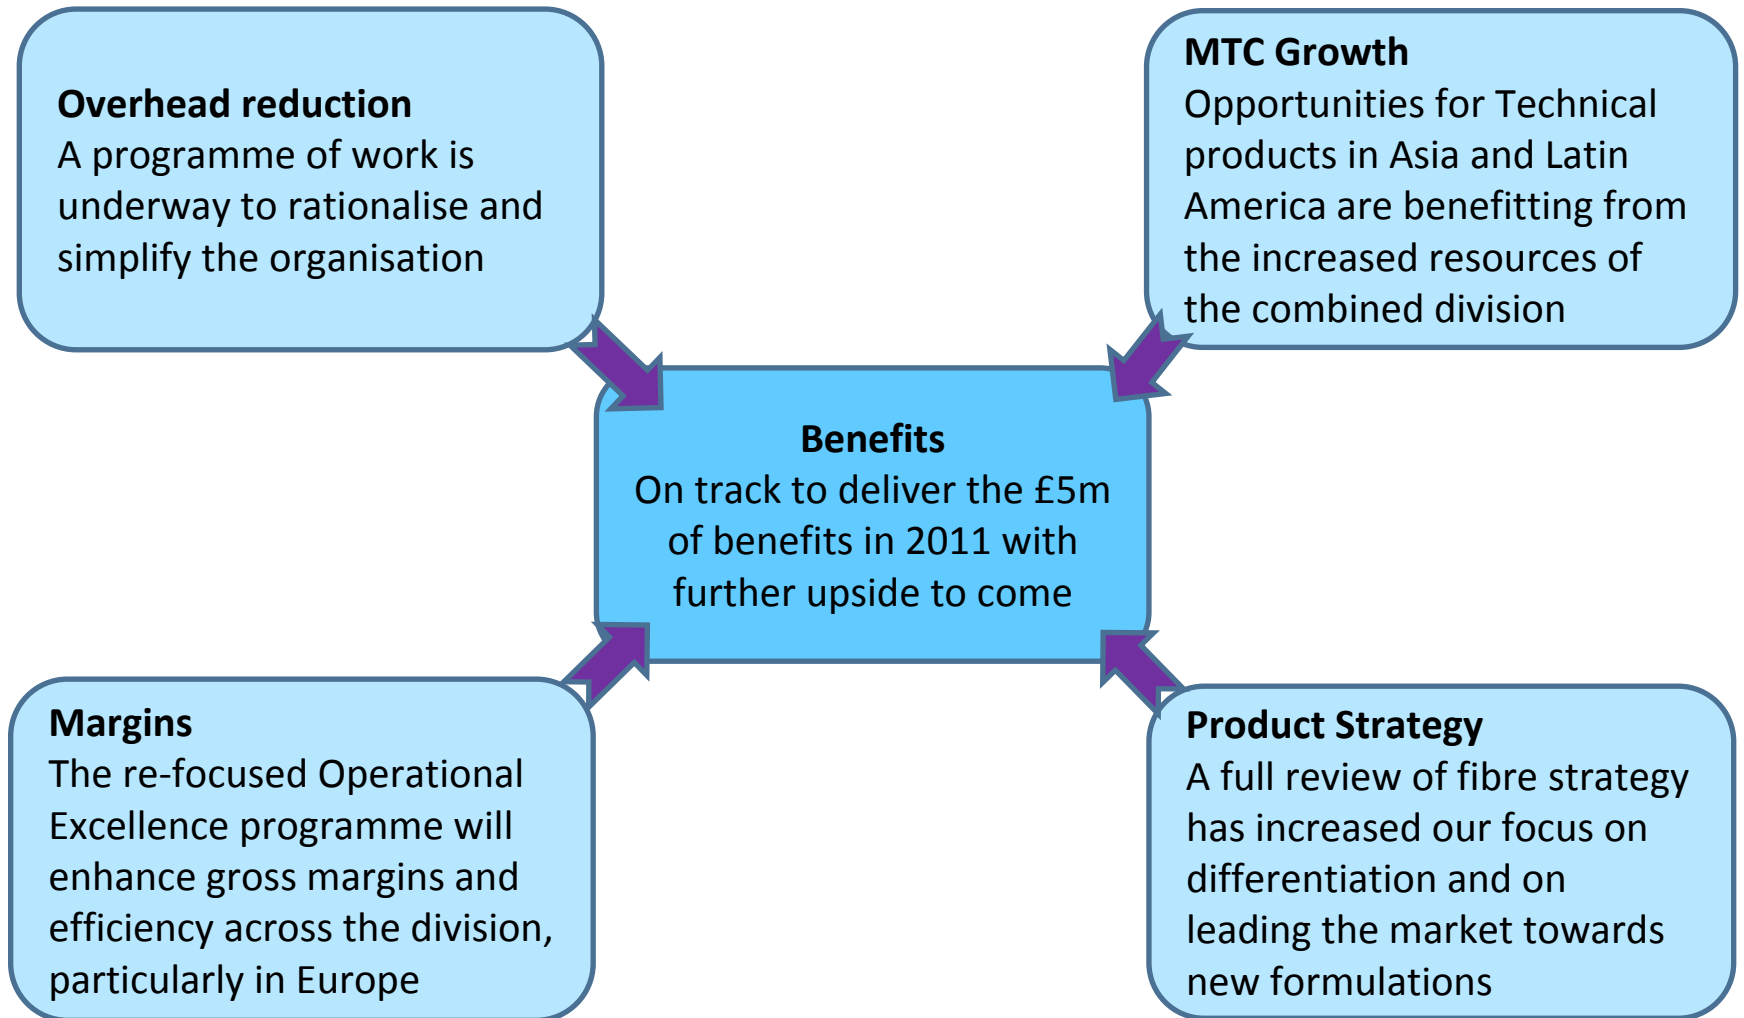 Overhead reduction
A programme of work is
underway to rationalise and
simplify the organisation
MTC Growth
Opportunities for Technical
products in Asia and Latin
America are benefitting from
the increased resources of
the combined division
Benefits
On track to deliver the £5m
of benefits in 2011 with
further upside to come
Margins
The re-focused Operational
Excellence programme will
enhance gross margins and
efficiency across the division,
particularly in Europe
Product Strategy
A full review of fibre strategy
has increased our focus on
differentiation and on
leading the market towards
new formulations